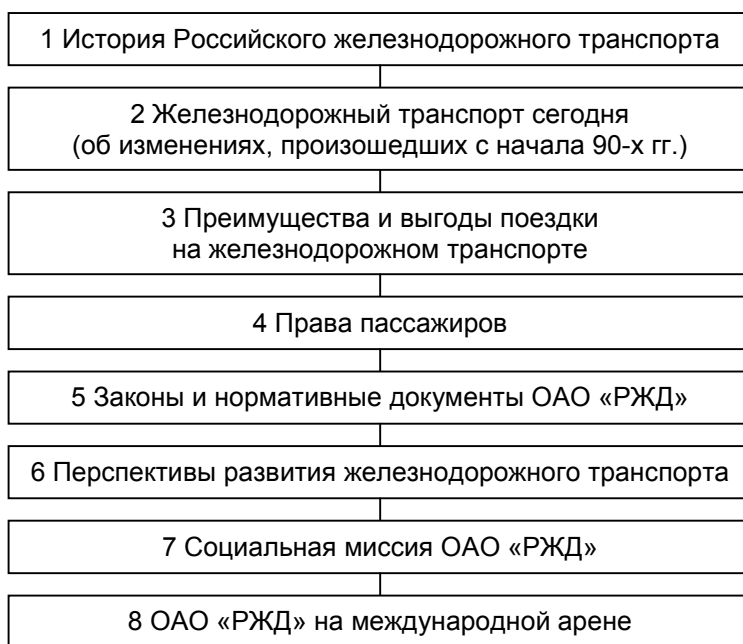 1 История Российского железнодорожного транспорта
2 Железнодорожный транспорт сегодня
(об изменениях, произошедших с начала 90-х гг.)
3 Преимущества и выгоды поездки
на железнодорожном транспорте
4 Права пассажиров
5 Законы и нормативные документы ОАО «РЖД»
6 Перспективы развития железнодорожного транспорта
7 Социальная миссия ОАО «РЖД»
8 ОАО «РЖД» на международной арене